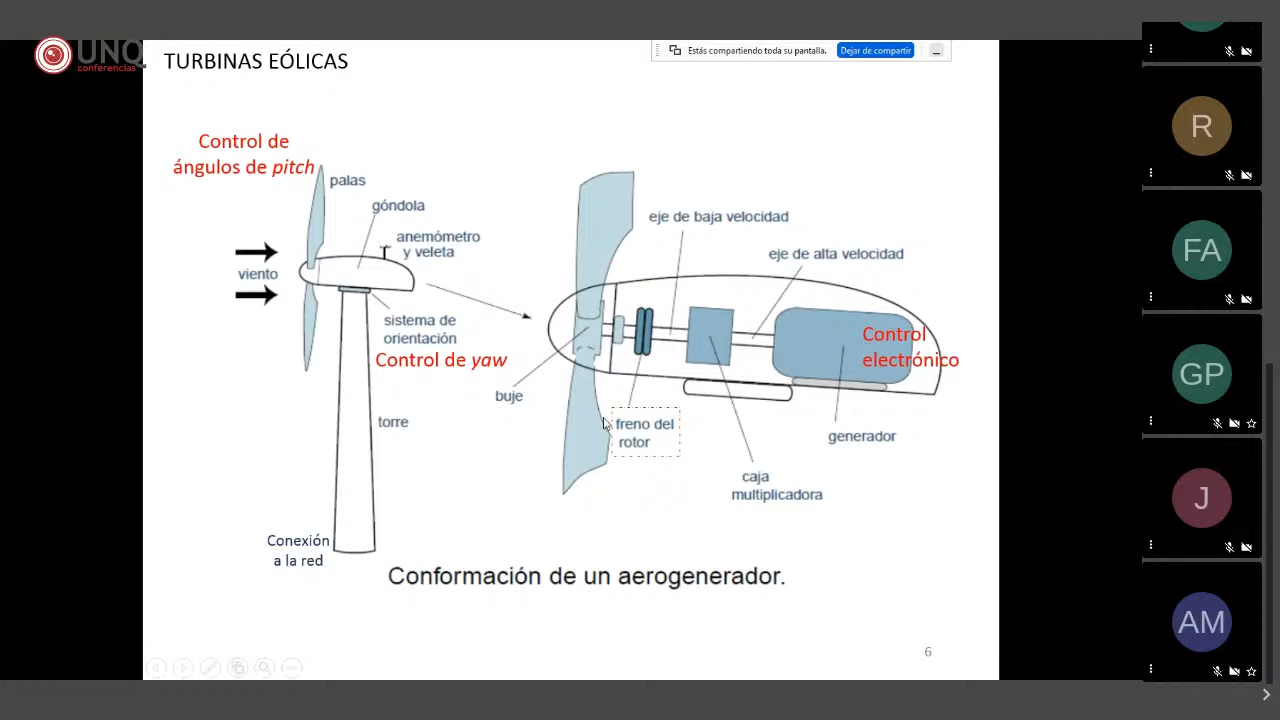 UNQ
conferencias
TURBINAS EÓLICAS
Estás compartiendo toda su pantalla.
Dejar de compartir
Control de
ángulos de pitch
palas
góndola
anemómetro
y veleta
viento
sistema de
orientación
Control de yaw
torre
Conexión
a la red
eje de baja velocidad
eje de alta velocidad
Control
electrónico
buje
freno del
rotor
generador
caja
multiplicadora
Conformación de un aerogenerador.
6
R
FA
GP
J
AM